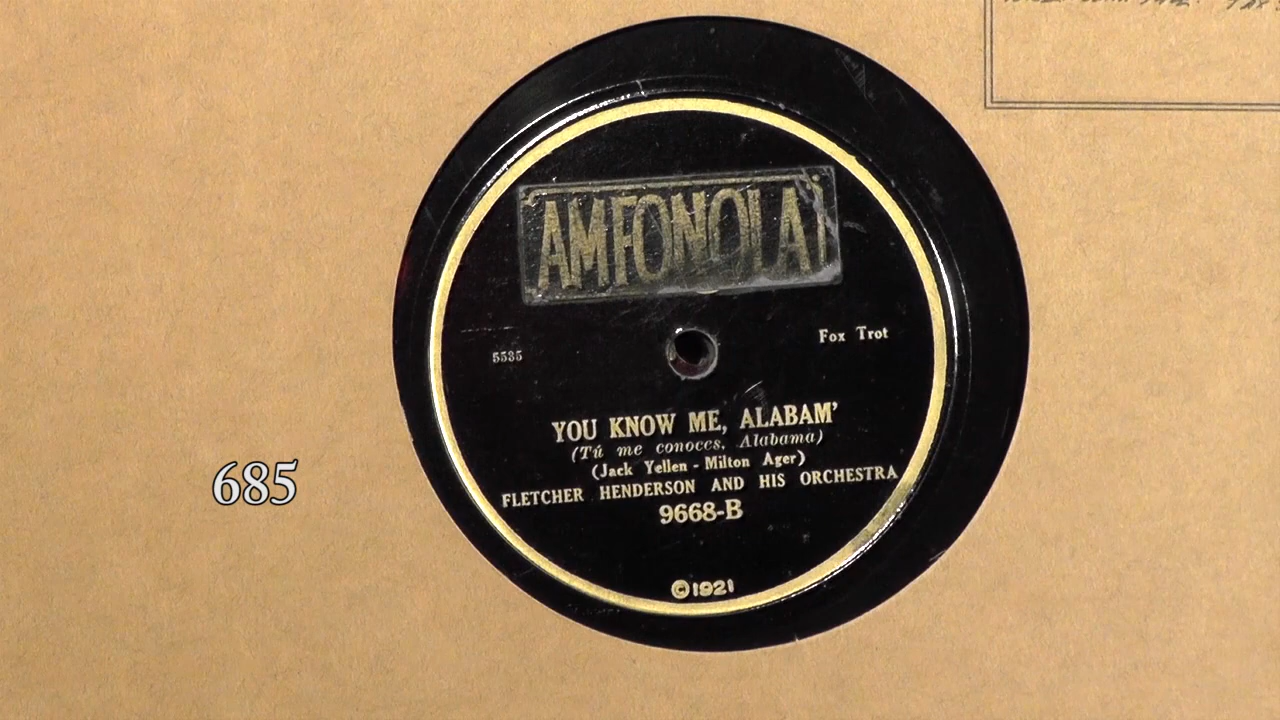 AMFONOLA
Fox Trot
5535
YOU KNOW ME, ALABAM'
(Tú me conoces, Alabama)
(Jack Yellen - Milton Ager)
FLETCHER HENDERSON AND HIS ORCHESTRA
9668-B
©1921
685